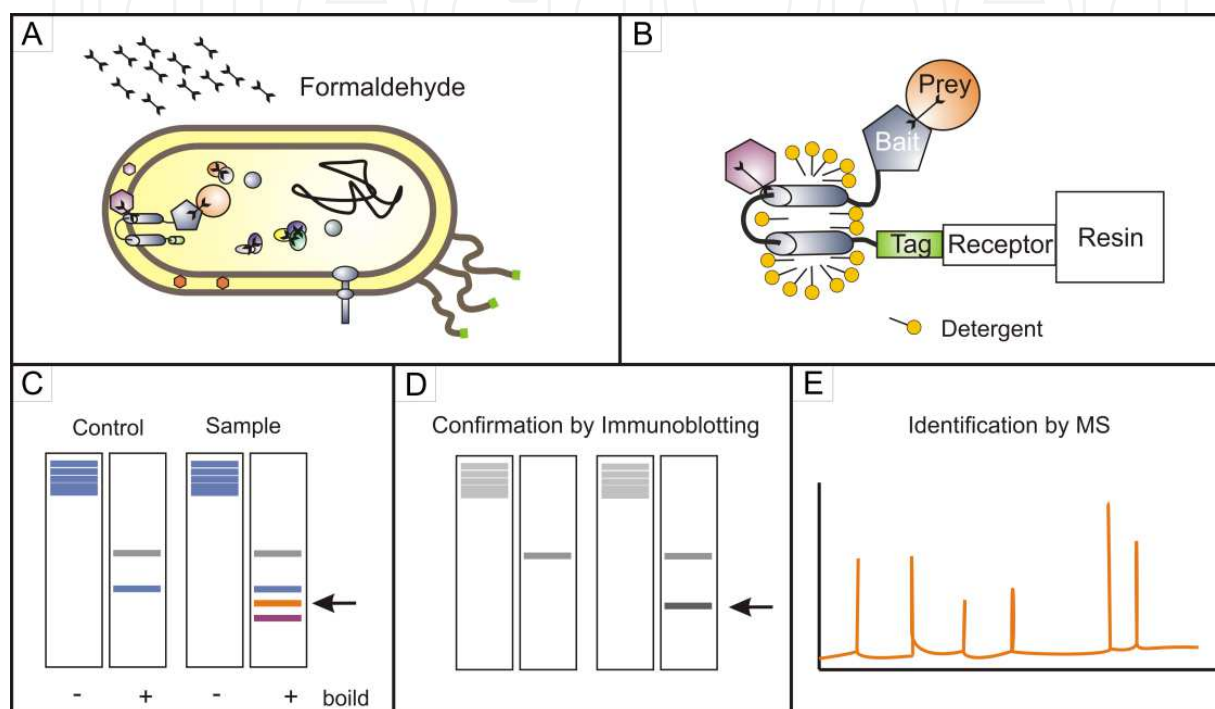 A
Formaldehyde
B
Prey
Bait
Tag
Receptor
Resin
Detergent
C
Control
Sample
- + - + boild
D
Confirmation by Immunoblotting
E
Identification by MS